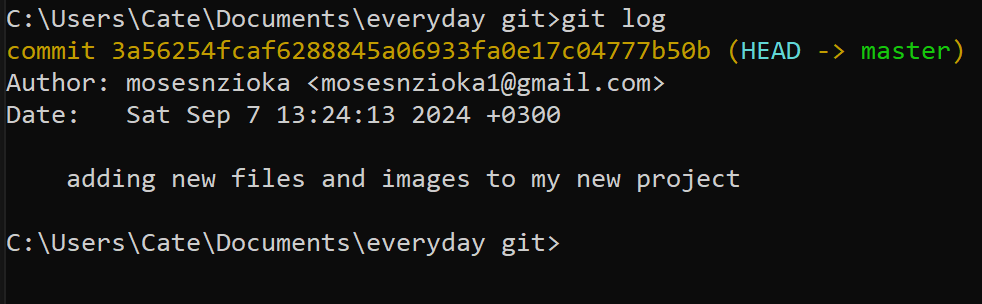 C:\Users\Cate\Documents\everyday git>git log
commit 3a56254fcaf6288845a06933fa0e17c04777b50b (HEAD -> master)
Author: mosesnzioka <mosesnzioka1@gmail.com>
Date:   Sat Sep 7 13:24:13 2024 +0300
    adding new files and images to my new project
C:\Users\Cate\Documents\everyday git>